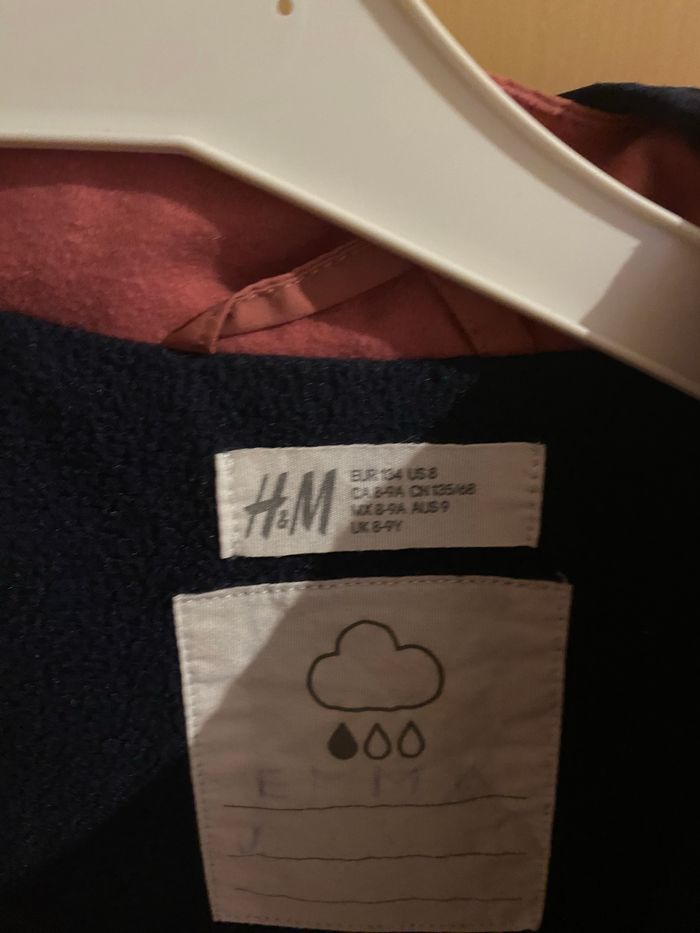 H&M
EUR 134 US 8
CA 8-9A CN 135/68
MX 8-9A AUS 9
UK 8-9Y
EMMA
J